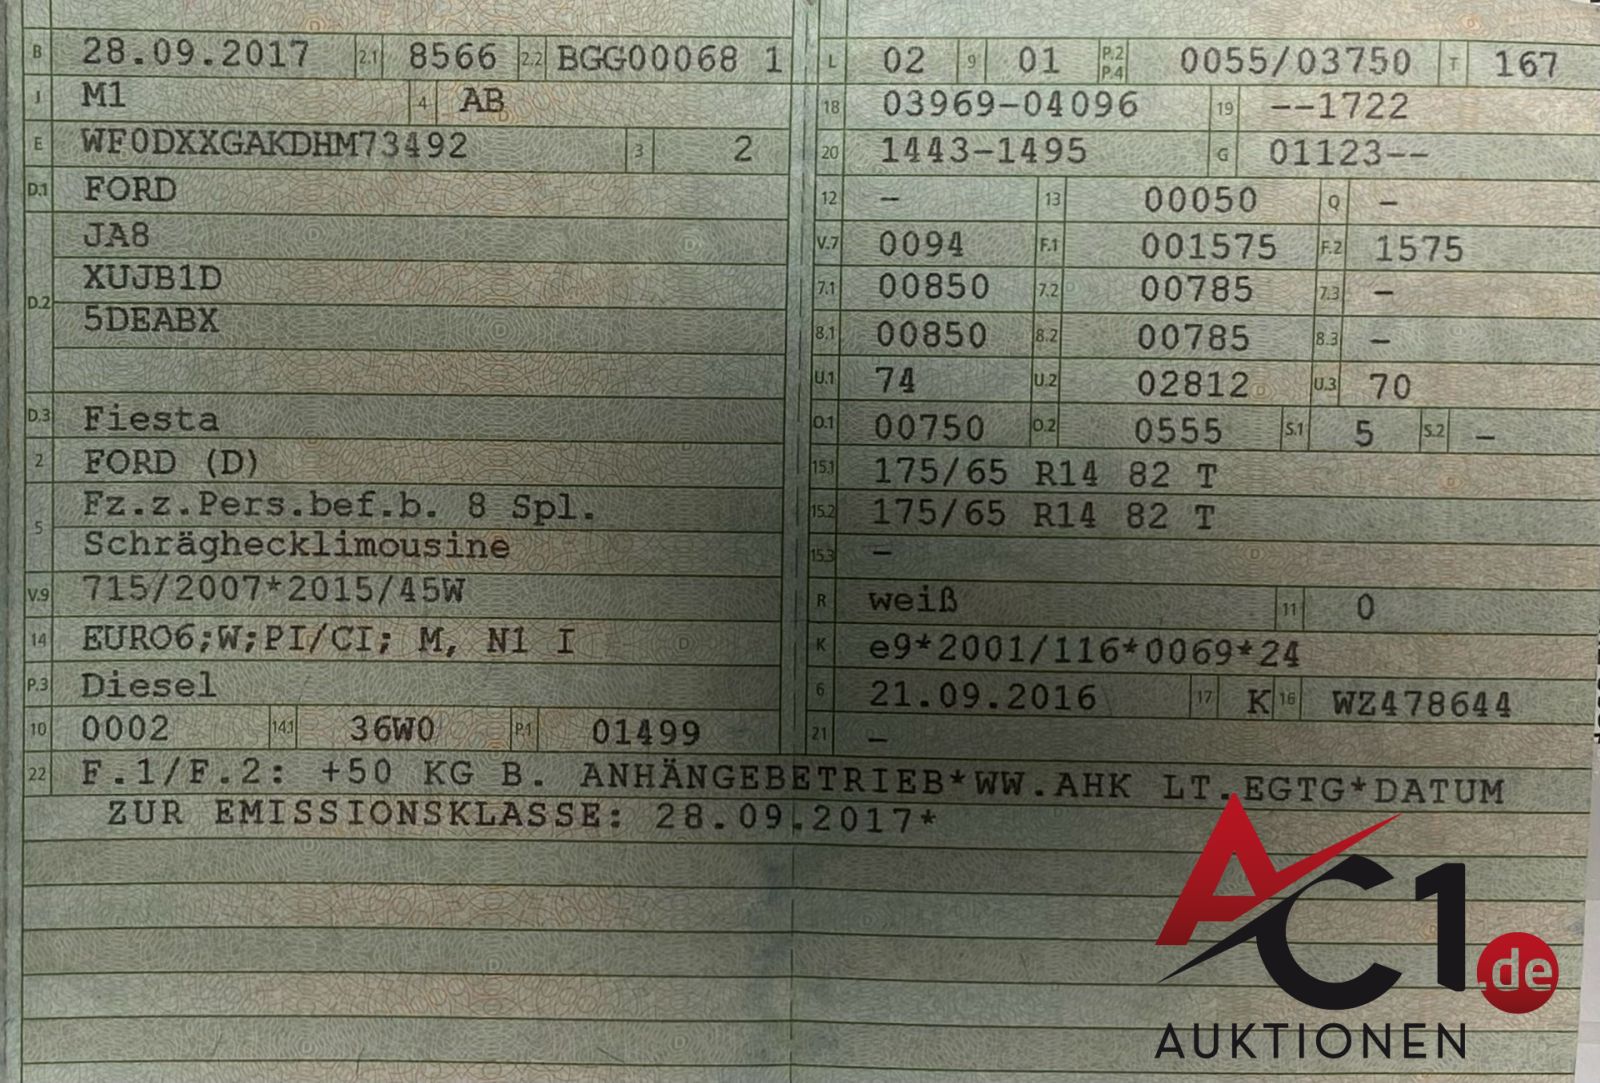 B 28.09.2017 2.1 8566 2.2 BGG00068 1
J M1 4 AB
E WF0DXXGAKDHM73492 3 2
D.1 FORD
JA8
XUJB1D
D.2
5DEABX
D.3 Fiesta
2 FORD (D)
Fz.z.Pers.bef.b. 8 Spl.
5
Schräghecklimousine
V.9 715/2007*2015/45W
14 EURO6;W;PI/CI; M, N1 I
P.3 Diesel
10 0002 14.1 36W0 P.1 01499
L 02 9 01 P.2 P.4 0055/03750 T 167
18 03969-04096 19 --1722
20 1443-1495 G 01123--
12 - 13 00050 Q -
V.7 0094 F.1 001575 F.2 1575
7.1 00850 7.2 00785 7.3 -
8.1 00850 8.2 00785 8.3 -
U.1 74 U.2 02812 U.3 70
O.1 00750 O.2 0555 S.1 5 S.2 -
15.1 175/65 R14 82 T
15.2 175/65 R14 82 T
15.3 -
R weiß 11 0
K e9*2001/116*0069*24
6 21.09.2016 17 K 16 WZ478644
21 -
22 F.1/F.2: +50 KG B. ANHÄNGEBETRIEB*WW.AHK LT.EGTG*DATUM
ZUR EMISSIONSKLASSE: 28.09.2017*
AC1.de
AUKTIONEN